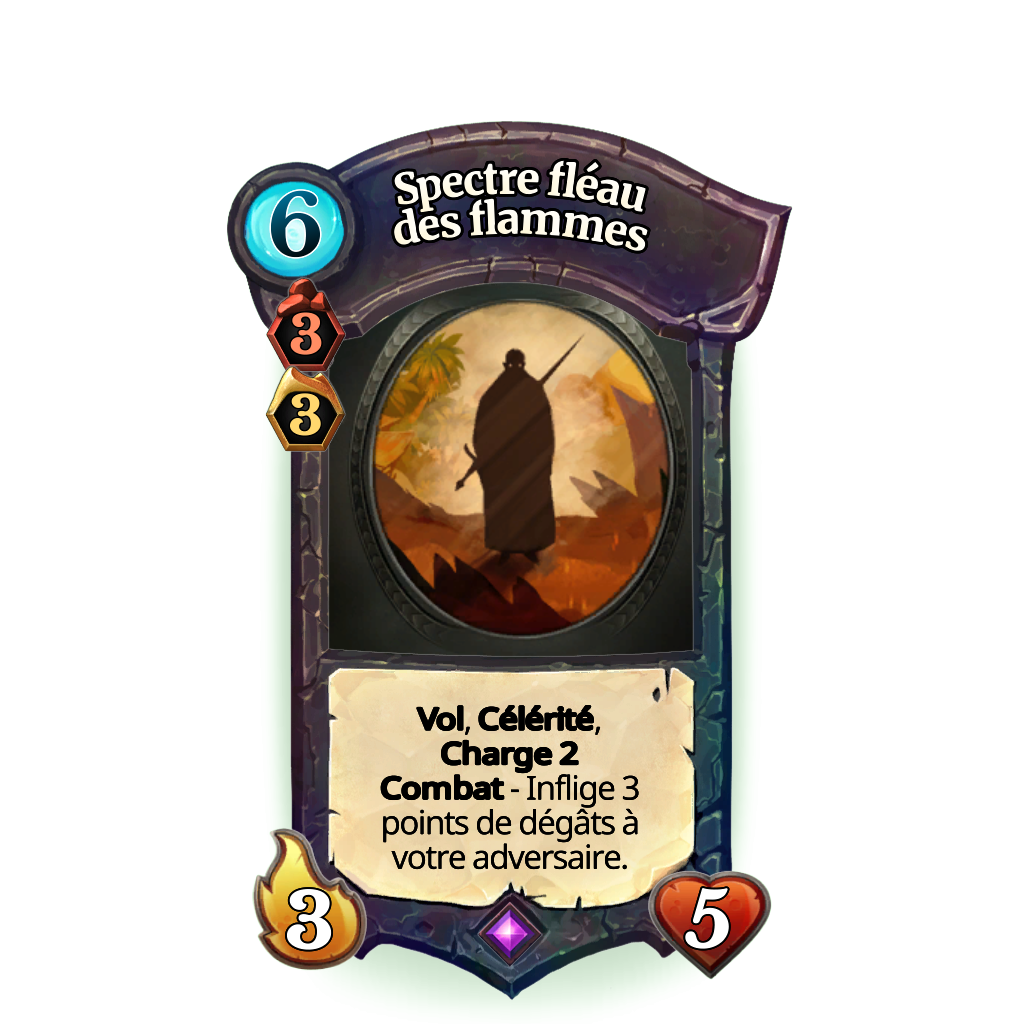 Spectre fléau
des flammes
6
3
3
Vol, Célérité,
Charge 2
Combat - Inflige 3
points de dégâts à
votre adversaire.
3
5